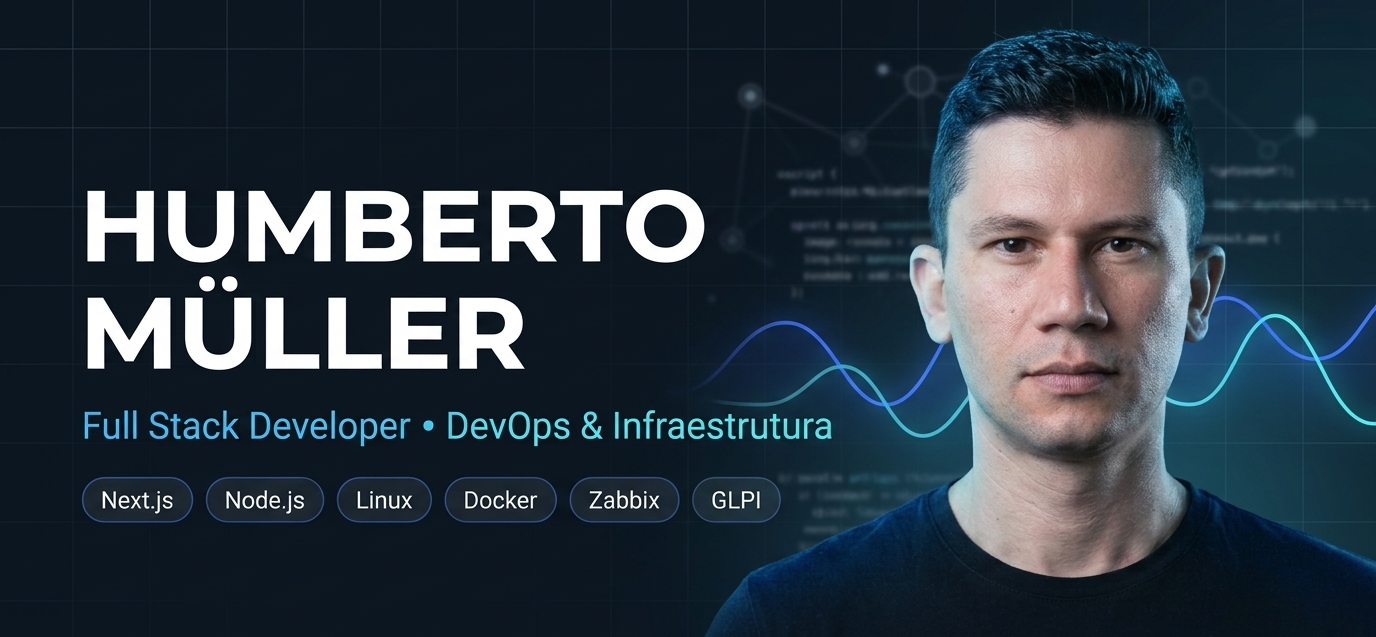 HUMBERTO
MÜLLER
Full Stack Developer • DevOps & Infraestrutura
Next.js Node.js Linux Docker Zabbix GLPI